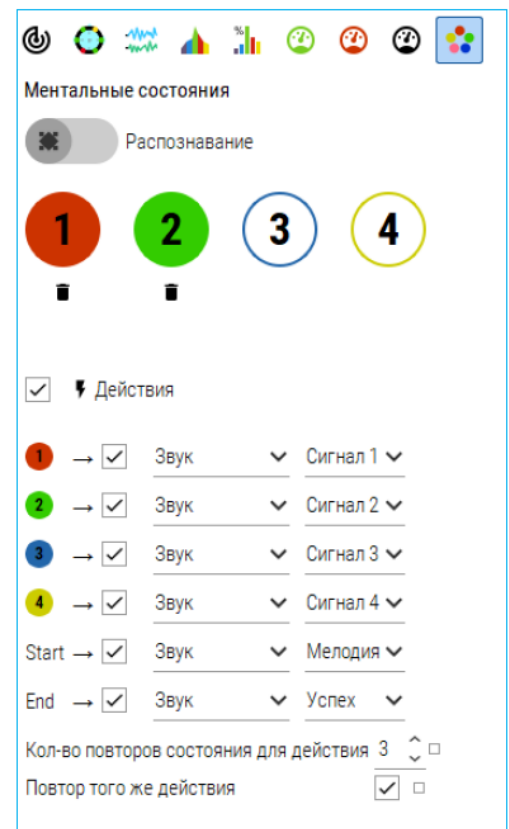 %
Ментальные состояния
Распознавание
1 2 3 4
Действия
1 → Звук Сигнал 1
2 → Звук Сигнал 2
3 → Звук Сигнал 3
4 → Звук Сигнал 4
Start → Звук Мелодия
End → Звук Успех
Кол-во повторов состояния для действия 3
Повтор того же действия